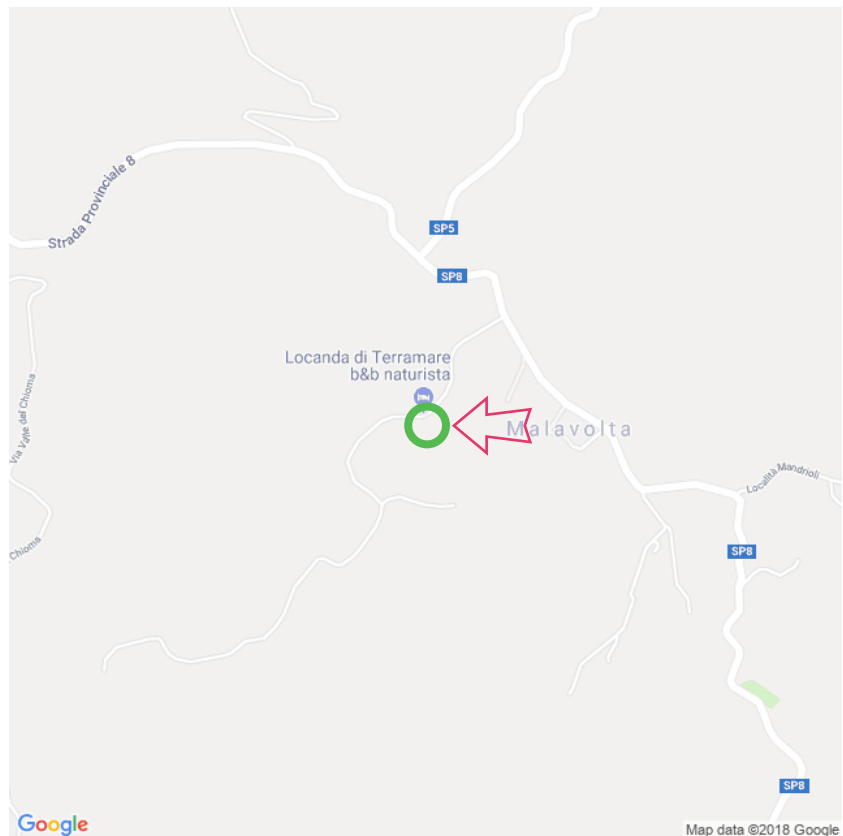 Strada Provinciale 8
SP5
SP8
Locanda di Terramare
b&b naturista
Via Valle del Chioma
Malavolta
Località Mandrioli
Chioma
SP8
SP8
Google
Map data ©2018 Google